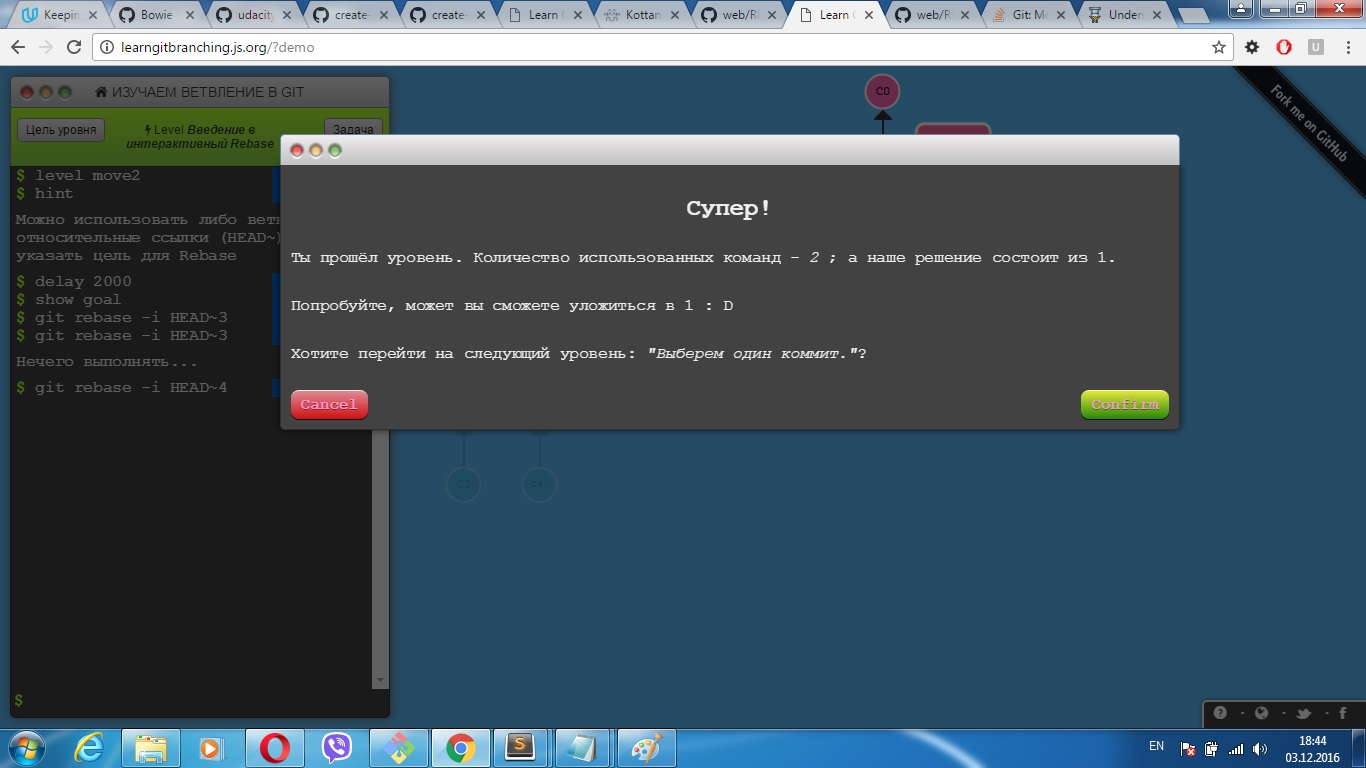 Keepin
Bowie
udacity
create-
create-
Learn
Kottan
web/R
Learn
web/R
Git: M
Unders
learngitbranching.js.org/?demo
U
ИЗУЧАЕМ ВЕТВЛЕНИЕ В GIT
Цель уровня
Level Введение в
интерактивный Rebase
Задача
$ level move2
$ hint
Можно использовать либо
относительные ссылки (HEAD~)
указать цель для Rebase
$ delay 2000
$ show goal
$ git rebase -i HEAD~3
$ git rebase -i HEAD~3
Нечего выполнять...
$ git rebase -i HEAD~4
$
C0
Fork me on GitHub
Супер!
Ты прошёл уровень. Количество использованных команд - 2 ; а наше решение состоит из 1.
Попробуйте, может вы сможете уложиться в 1 : D
Хотите перейти на следующий уровень: "Выберем один коммит."?
Cancel
Confirm
EN
18:44
03.12.2016